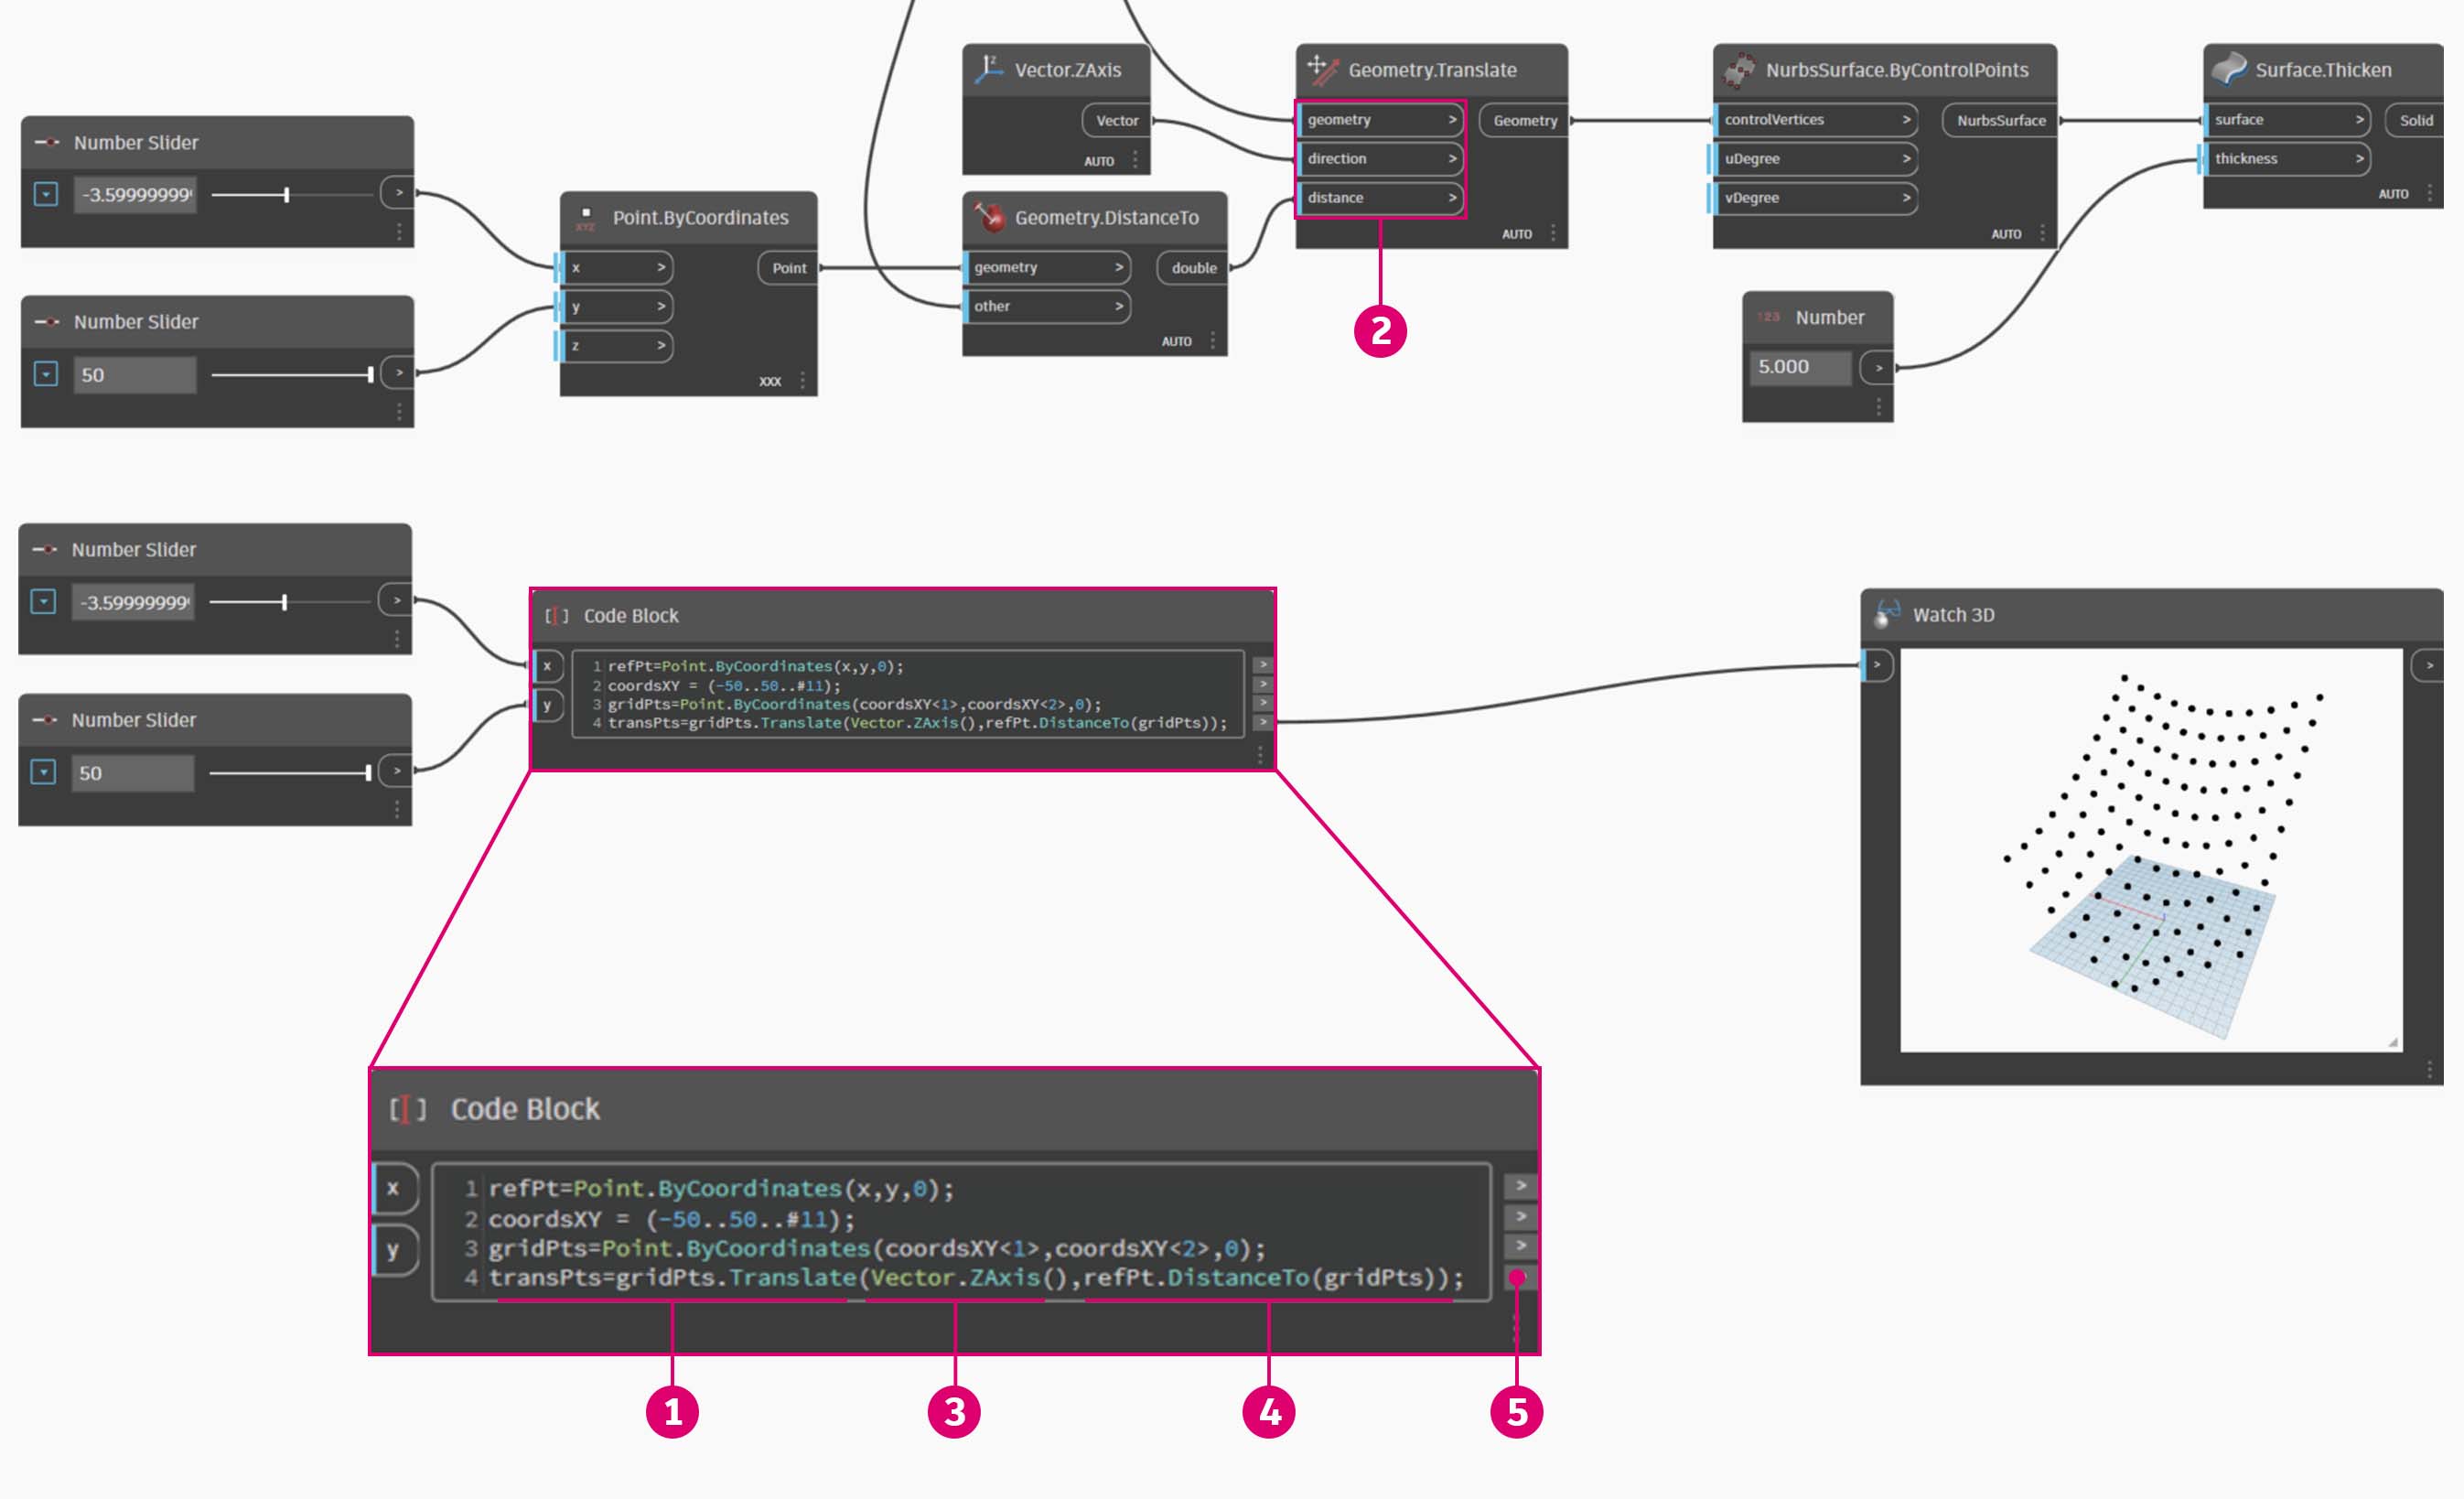 Number Slider
-3.59999999
Number Slider
50
XYZ Point.ByCoordinates
x > Point
y >
z >
XXX
Vector.ZAxis
Vector
AUTO
Geometry.DistanceTo
geometry > double
other >
AUTO
Geometry.Translate
geometry > Geometry
direction >
distance >
AUTO
2
NurbsSurface.ByControlPoints
controlVertices > NurbsSurface
uDegree >
vDegree >
AUTO
123 Number
5.000 >
Surface.Thicken
surface > Solid
thickness >
AUTO
Number Slider
-3.59999999
Number Slider
50
[I] Code Block
x
y
1 refPt=Point.ByCoordinates(x,y,0);
2 coordsXY = (-50..50..#11);
3 gridPts=Point.ByCoordinates(coordsXY<1>,coordsXY<2>,0);
4 transPts=gridPts.Translate(Vector.ZAxis(),refPt.DistanceTo(gridPts));
Watch 3D
[I] Code Block
x
y
1 refPt=Point.ByCoordinates(x,y,0);
2 coordsXY = (-50..50..#11);
3 gridPts=Point.ByCoordinates(coordsXY<1>,coordsXY<2>,0);
4 transPts=gridPts.Translate(Vector.ZAxis(),refPt.DistanceTo(gridPts));
1 3 4 5